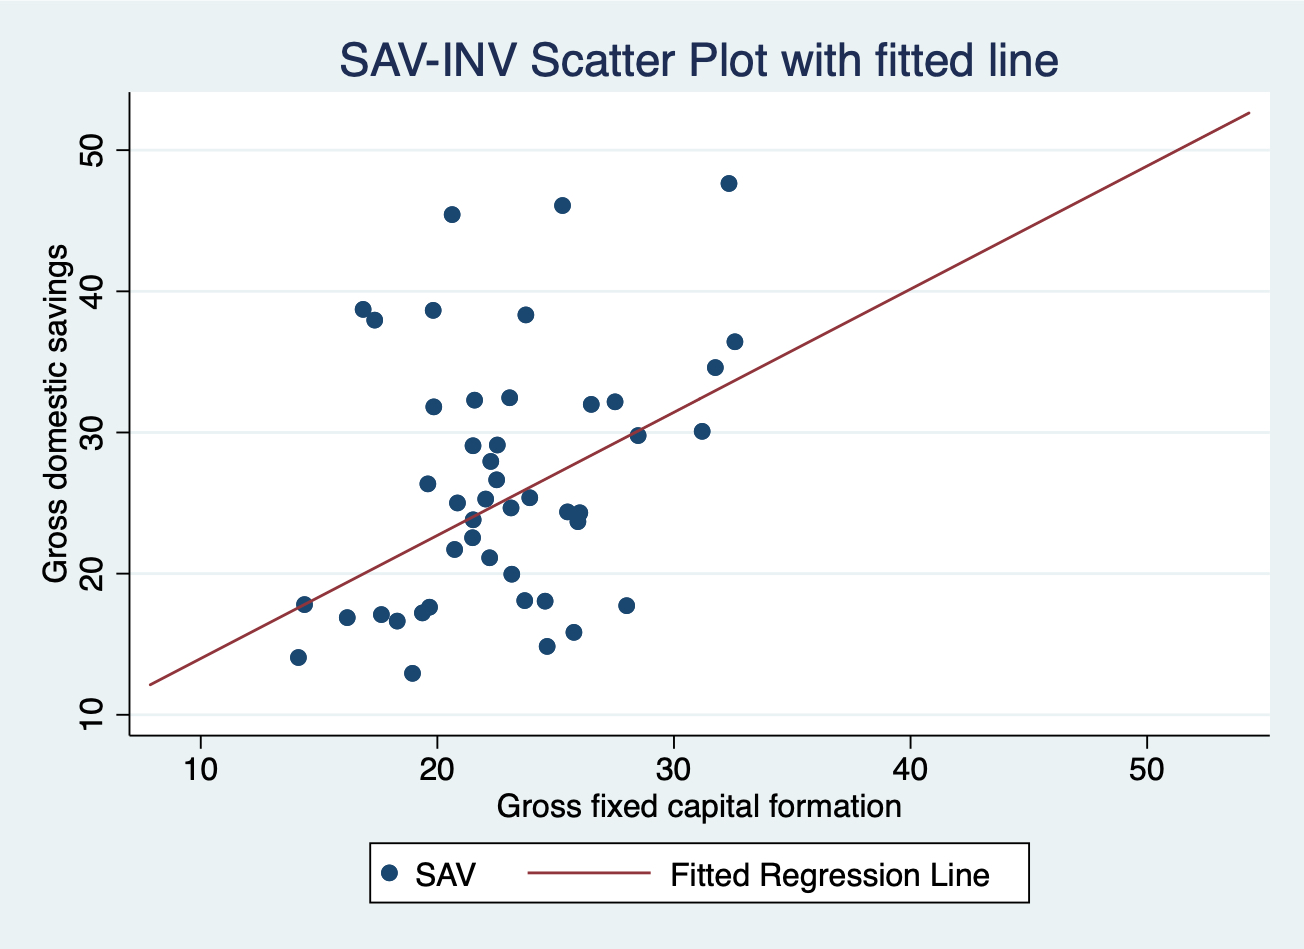 SAV-INV Scatter Plot with fitted line
Gross domestic savings
50
40
30
20
10
10 20 30 40 50
Gross fixed capital formation
SAV Fitted Regression Line